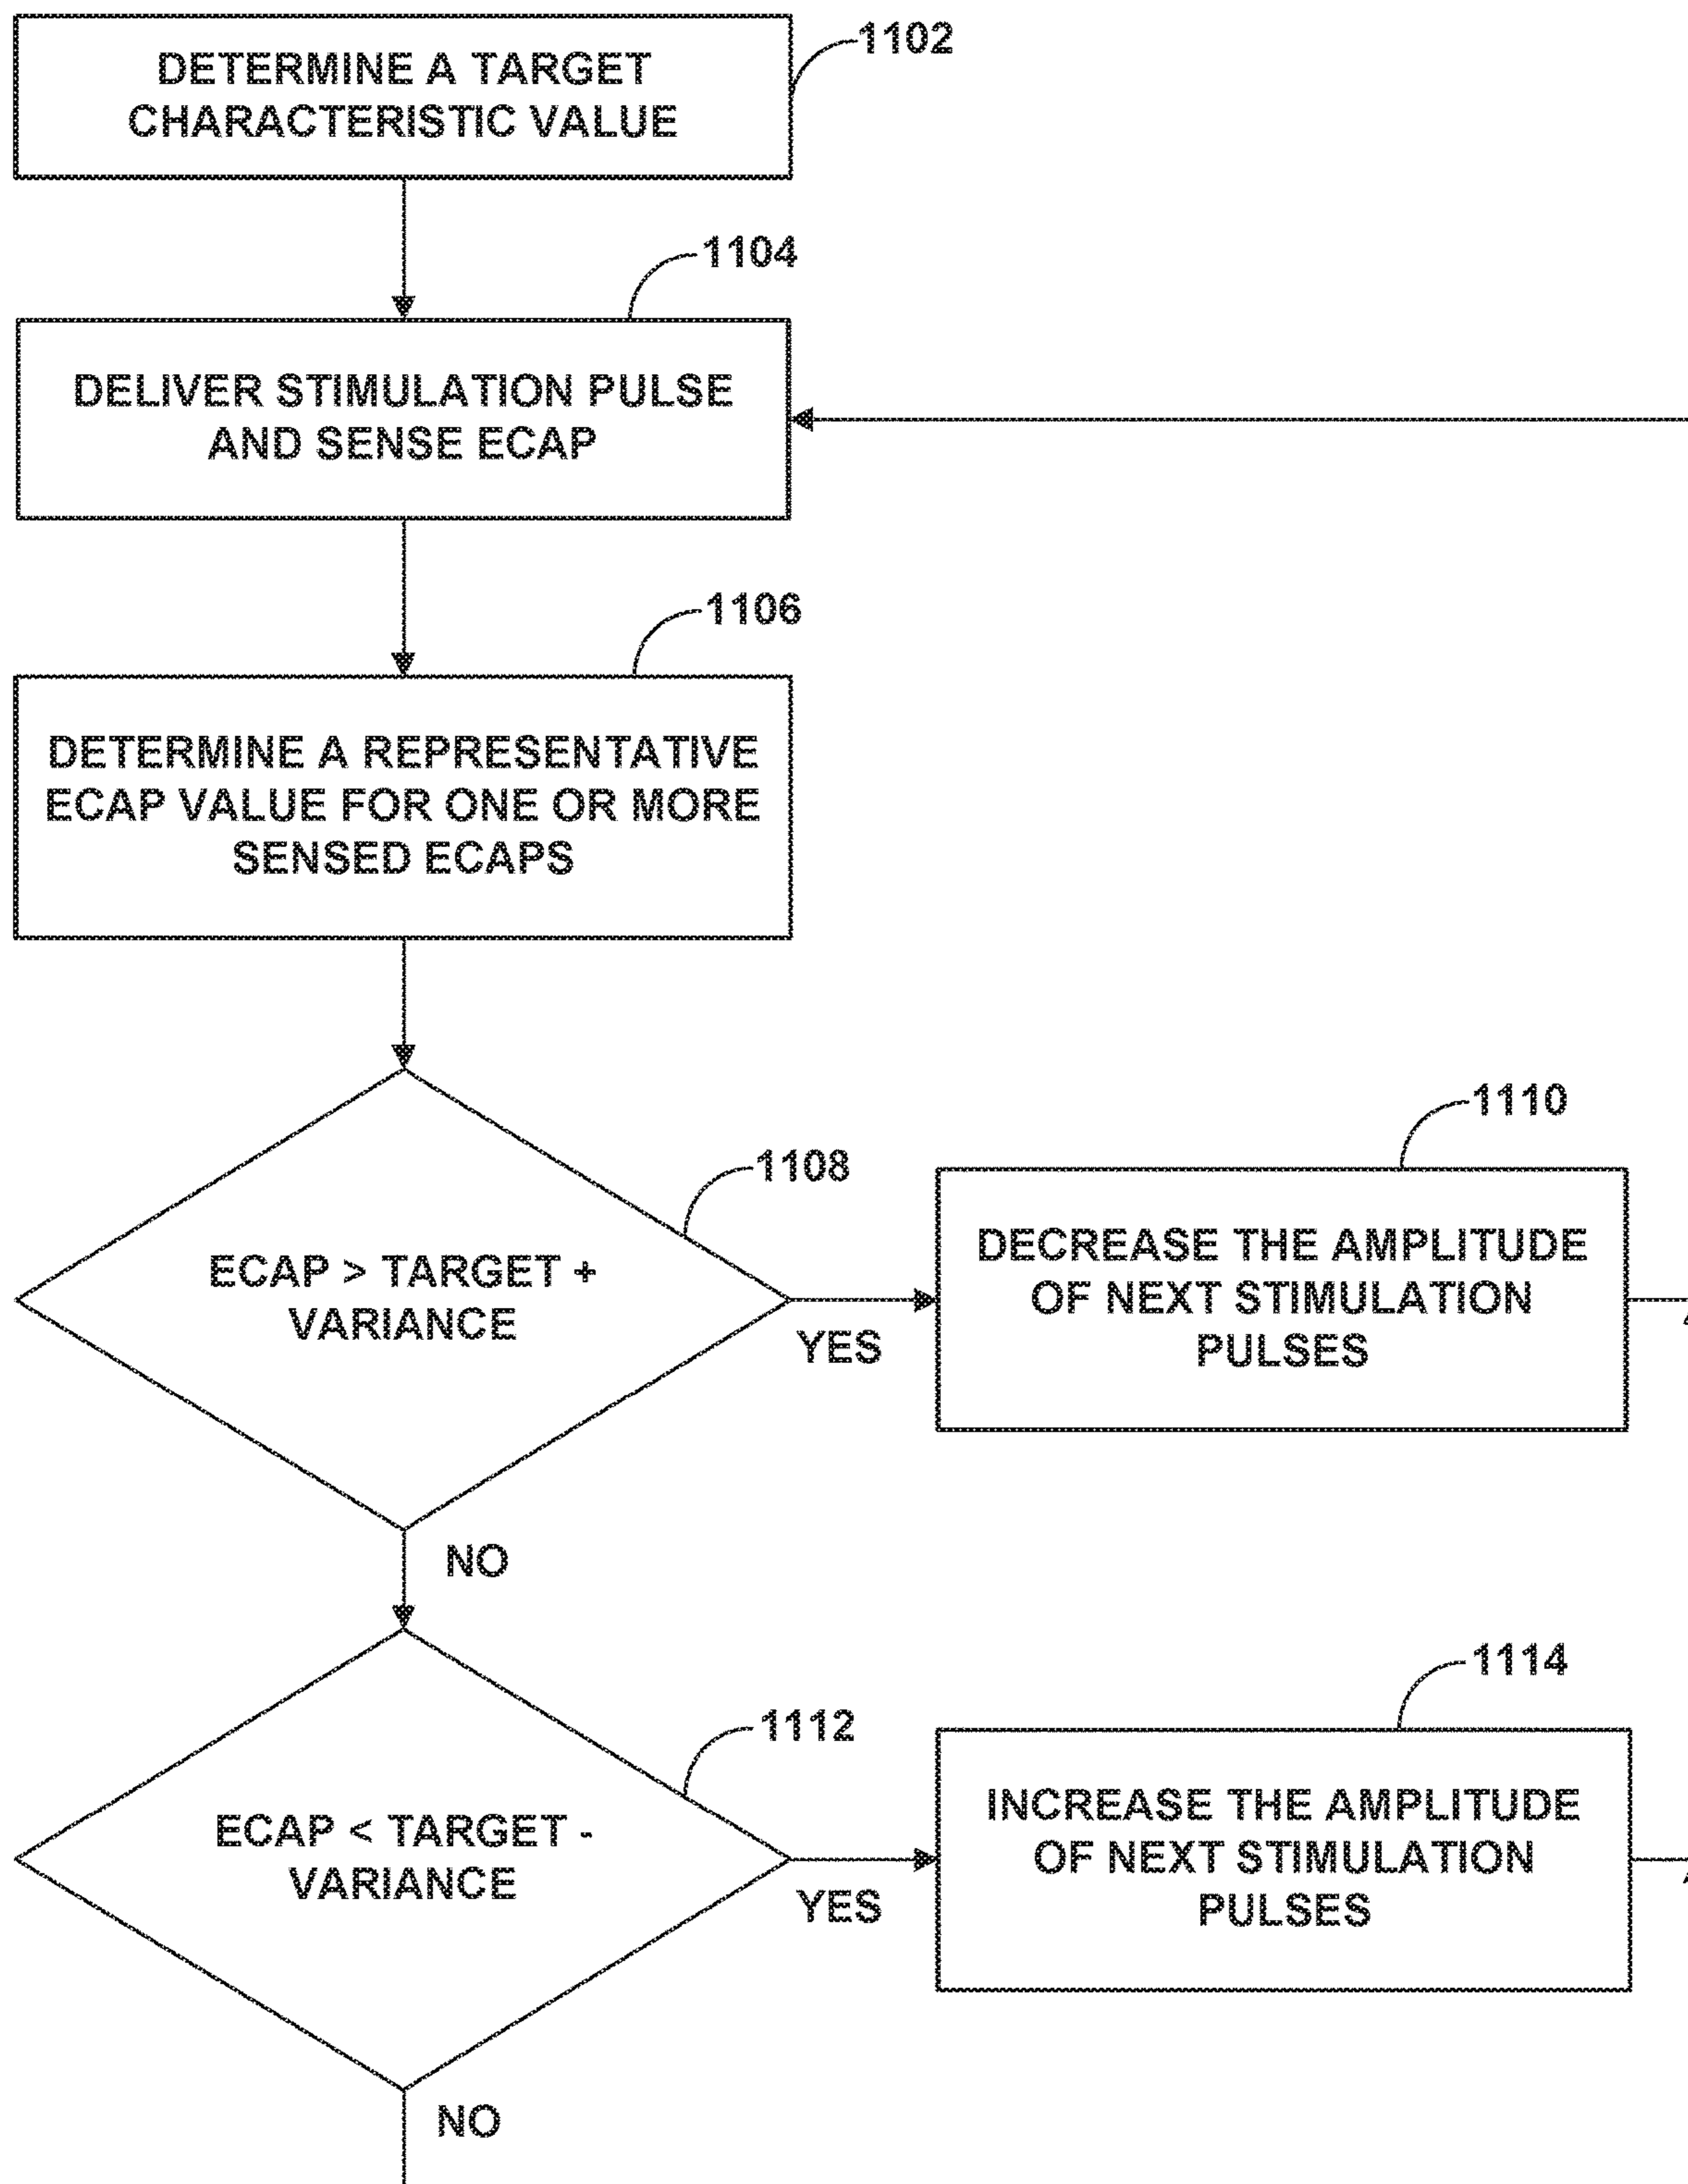 1102
DETERMINE A TARGET
CHARACTERISTIC VALUE
1104
DELIVER STIMULATION PULSE
AND SENSE ECAP
1106
DETERMINE A REPRESENTATIVE
ECAP VALUE FOR ONE OR MORE
SENSED ECAPS
1108
ECAP > TARGET +
VARIANCE
YES
1110
DECREASE THE AMPLITUDE
OF NEXT STIMULATION
PULSES
NO
1112
ECAP < TARGET -
VARIANCE
YES
1114
INCREASE THE AMPLITUDE
OF NEXT STIMULATION
PULSES
NO